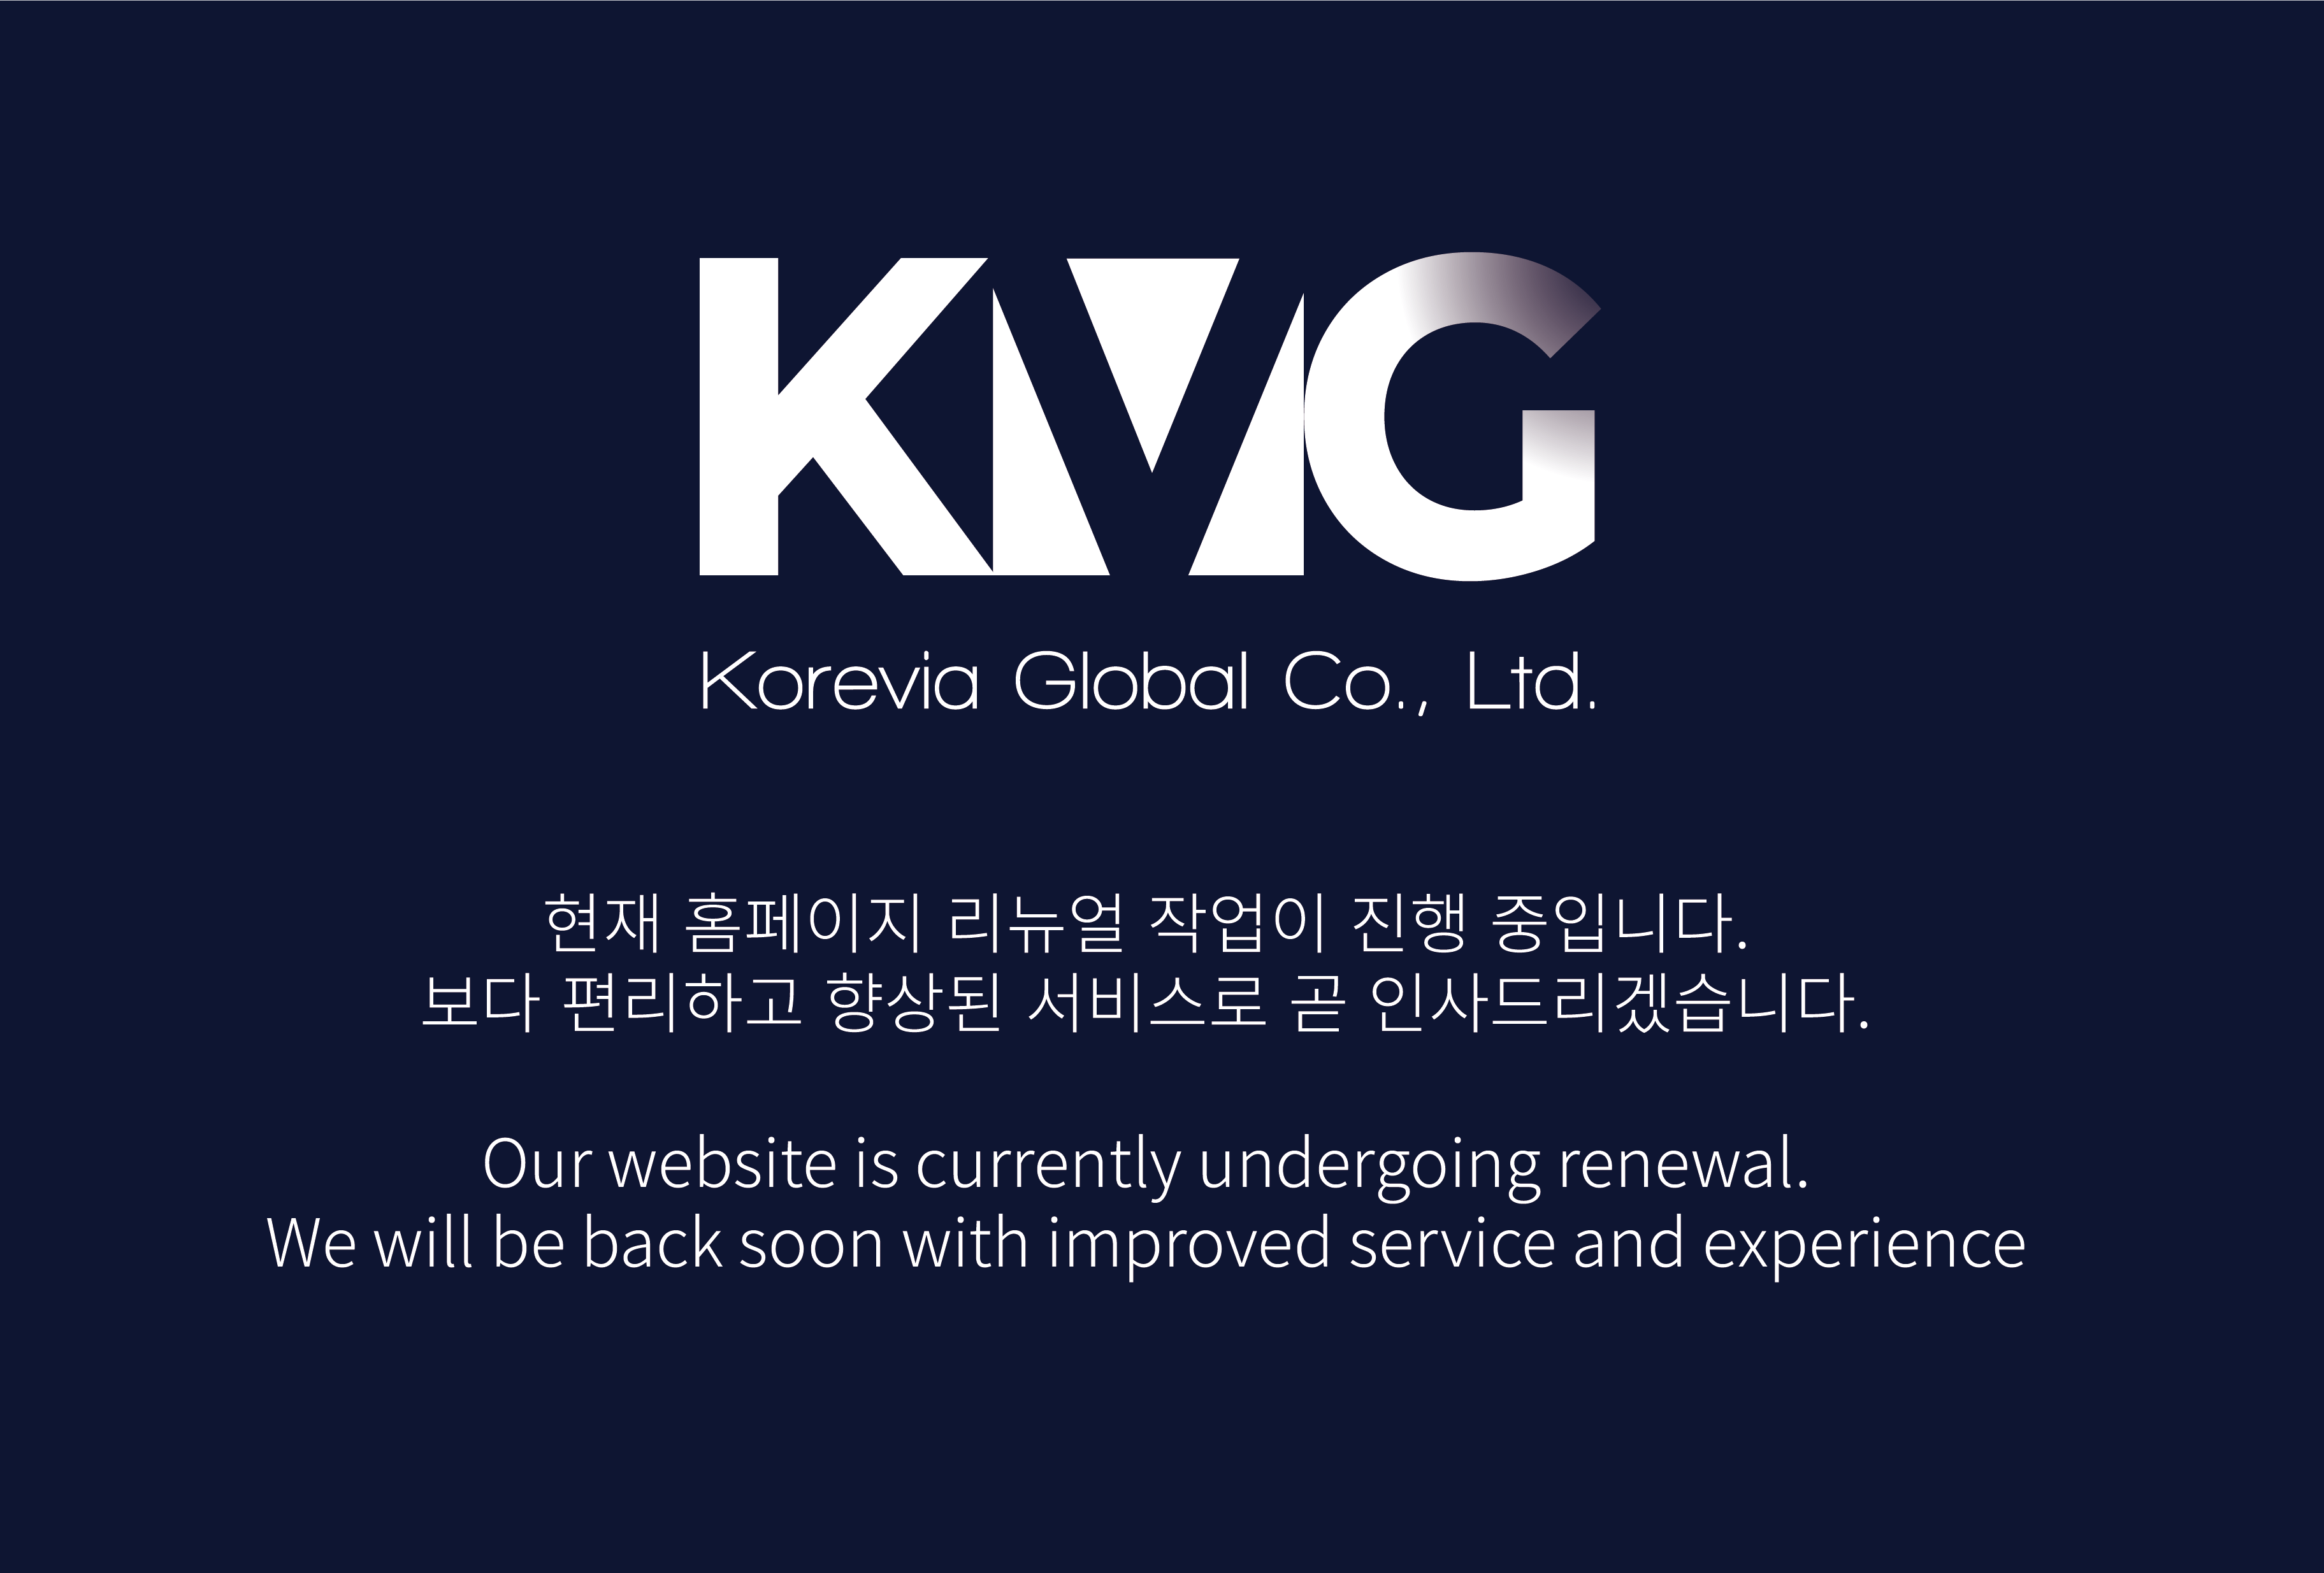 KVG
Korevia Global Co., Ltd.
현재 홈페이지 리뉴얼 작업이 진행 중입니다.
보다 편리하고 향상된 서비스로 곧 인사드리겠습니다.
Our website is currently undergoing renewal.
We will be back soon with improved service and experience